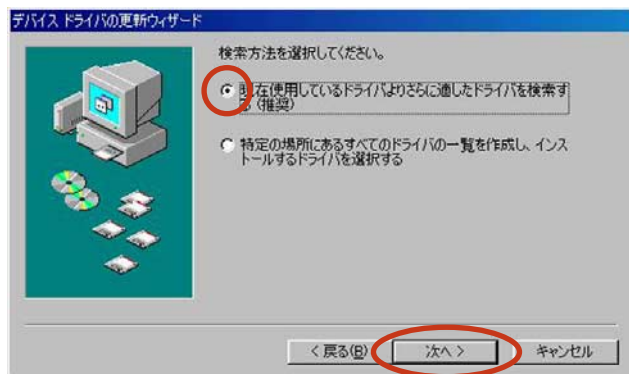 デバイス ドライバの更新ウィザード
検索方法を選択してください。
現在使用しているドライバよりさらに適したドライバを検索す
る (推奨)
特定の場所にあるすべてのドライバの一覧を作成し、インス
トールするドライバを選択する
< 戻る(B) 次へ > キャンセル